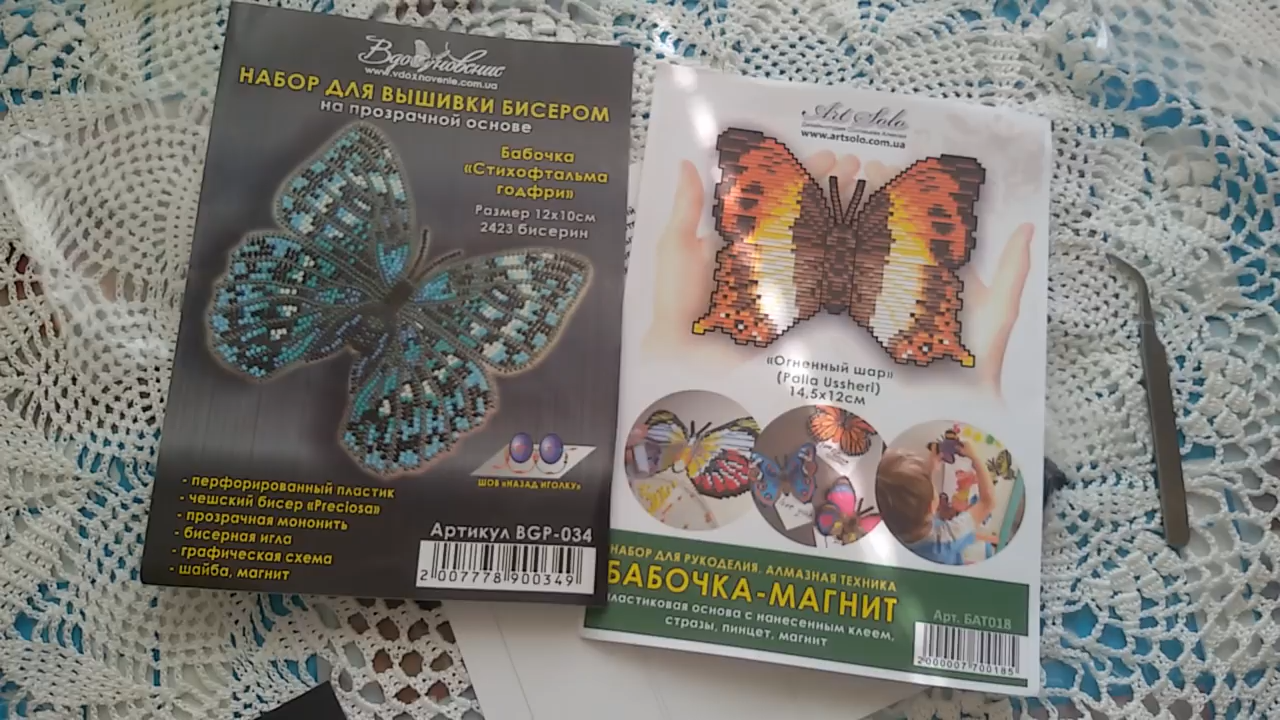 Вдохновение
www.vdoxnovenie.com.ua
НАБОР ДЛЯ ВЫШИВКИ БИСЕРОМ
на прозрачной основе
Бабочка
«Стихофтальма
годфри»
Размер 12х10см
2423 бисерин
ШОВ «НАЗАД ИГОЛКУ»
- перфорированный пластик
- чешский бисер «Preciosa»
- прозрачная мононить
- бисерная игла
- графическая схема
- шайба, магнит
Артикул BGP-034
2 007778 900349
Art Solo
www.artsolo.com.ua
«Огненный шар»
(Palla Ussheri)
14,5х12см
НАБОР ДЛЯ РУКОДЕЛИЯ, АЛМАЗНАЯ ТЕХНИКА
БАБОЧКА-МАГНИТ
пластиковая основа с нанесенным клеем,
стразы, пинцет, магнит
Арт. БАТ018
2000007700185